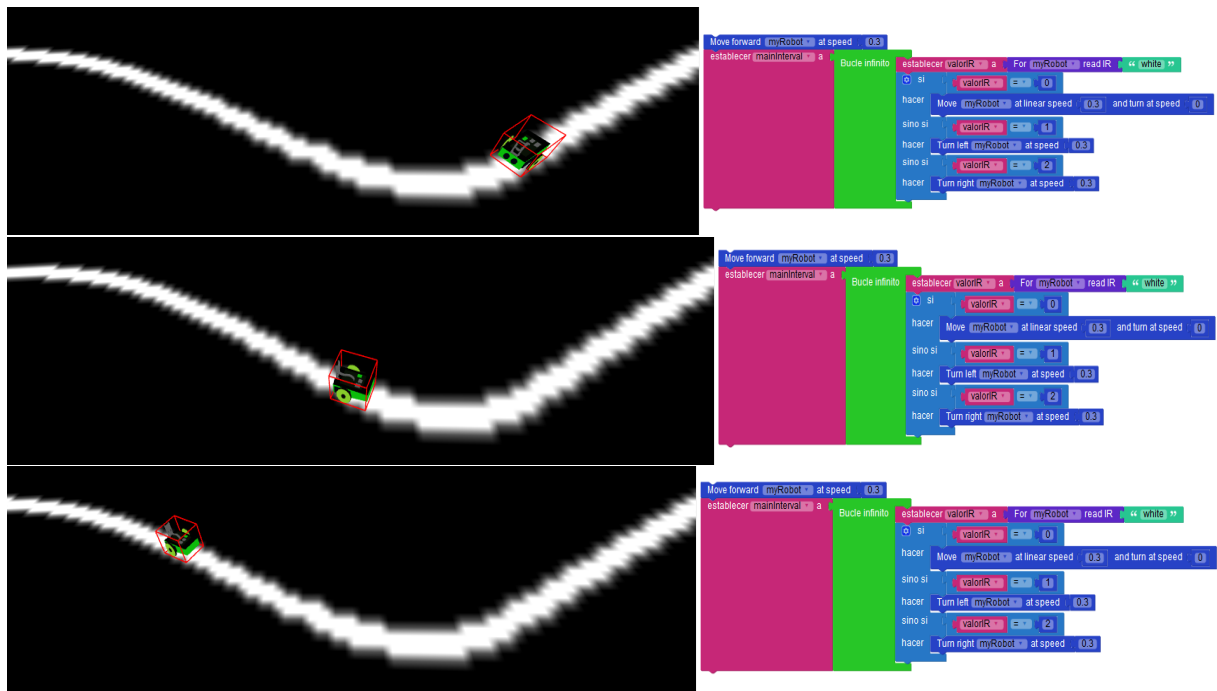 Move forward myRobot at speed 0.3
establecer mainInterval a Bucle infinito
establecer valorIR a For myRobot read IR “ white ”
si valorIR = 0
hacer Move myRobot at linear speed 0.3 and turn at speed 0
sino si valorIR = 1
hacer Turn left myRobot at speed 0.3
sino si valorIR = 2
hacer Turn right myRobot at speed 0.3
Move forward myRobot at speed 0.3
establecer mainInterval a Bucle infinito
establecer valorIR a For myRobot read IR “ white ”
si valorIR = 0
hacer Move myRobot at linear speed 0.3 and turn at speed 0
sino si valorIR = 1
hacer Turn left myRobot at speed 0.3
sino si valorIR = 2
hacer Turn right myRobot at speed 0.3
Move forward myRobot at speed 0.3
establecer mainInterval a Bucle infinito
establecer valorIR a For myRobot read IR “ white ”
si valorIR = 0
hacer Move myRobot at linear speed 0.3 and turn at speed 0
sino si valorIR = 1
hacer Turn left myRobot at speed 0.3
sino si valorIR = 2
hacer Turn right myRobot at speed 0.3